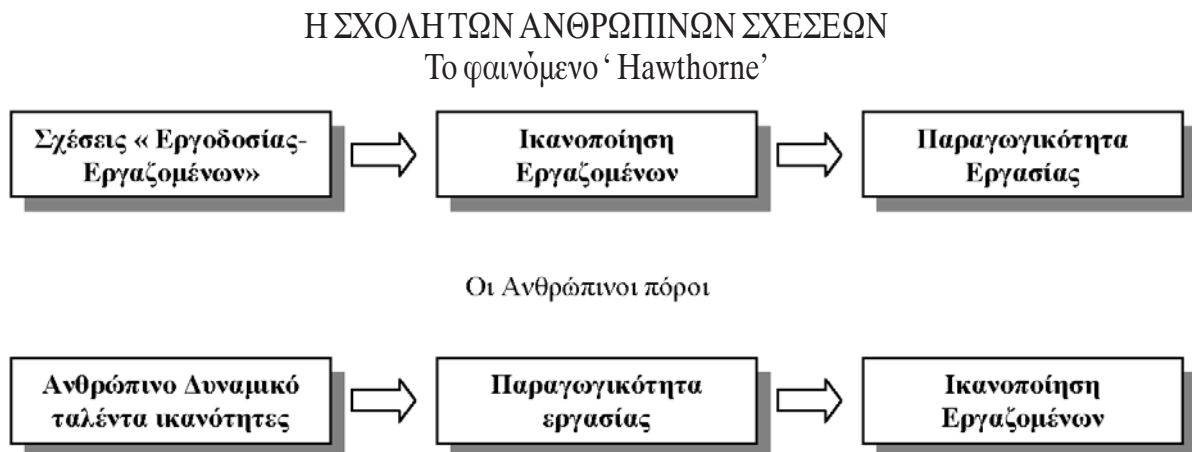 Η ΣΧΟΛΗ ΤΩΝ ΑΝΘΡΩΠΙΝΩΝ ΣΧΕΣΕΩΝ
Το φαινόμενο ‘ Hawthorne’
Σχέσεις « Εργοδοσίας-
Εργαζομένων»
Ικανοποίηση
Εργαζομένων
Παραγωγικότητα
Εργασίας
Οι Ανθρώπινοι πόροι
Ανθρώπινο Δυναμικό
ταλέντα ικανότητες
Παραγωγικότητα
εργασίας
Ικανοποίηση
Εργαζομένων